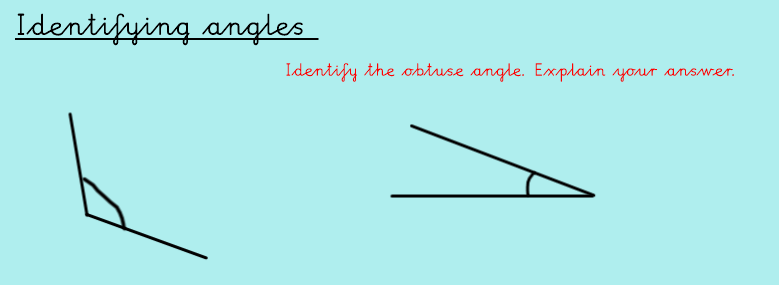 Identifying angles
Identify the obtuse angle. Explain your answer.